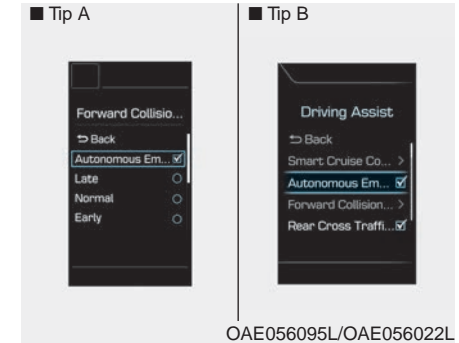 ■ Tip A
Forward Collisio...
Back
Autonomous Em...
Late
Normal
Early
■ Tip B
Driving Assist
Back
Smart Cruise Co... >
Autonomous Em...
Forward Collision... >
Rear Cross Traffi...
OAE056095L/OAE056022L